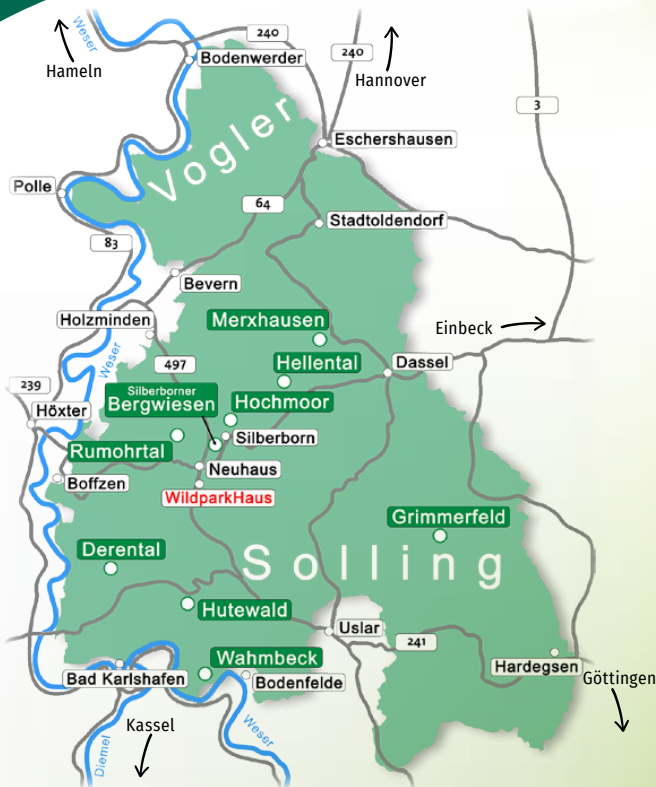 Weser
240
Hameln
Bodenwerder
240
Hannover
3
Vogler
Eschershausen
Polle
64
Stadtoldendorf
83
Bevern
Holzminden
Merxhausen
Einbeck
Weser
497
Hellental
Dassel
239
Silberborner
Bergwiesen
Hochmoor
Höxter
Silberborn
Rumohrtal
Neuhaus
Boffzen
WildparkHaus
Grimmerfeld
Derental
Solling
Hutewald
Uslar
241
Wahmbeck
Hardegsen
Bad Karlshafen
Bodenfelde
Göttingen
Kassel
Weser
Diemel